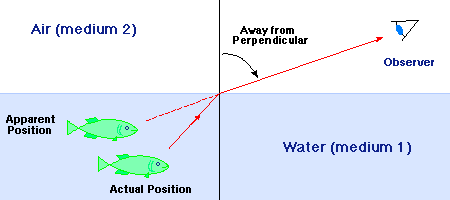 Air (medium 2)
Away from
Perpendicular
Observer
Apparent
Position
Water (medium 1)
Actual Position